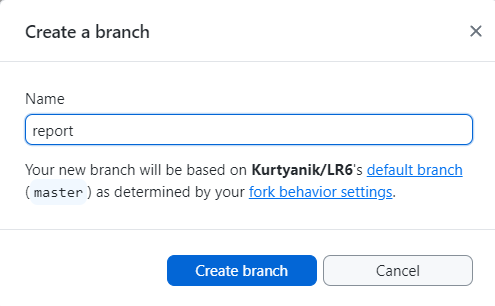 Create a branch
Name
report
Your new branch will be based on Kurtyanik/LR6's default branch
( master ) as determined by your fork behavior settings.
Create branch
Cancel